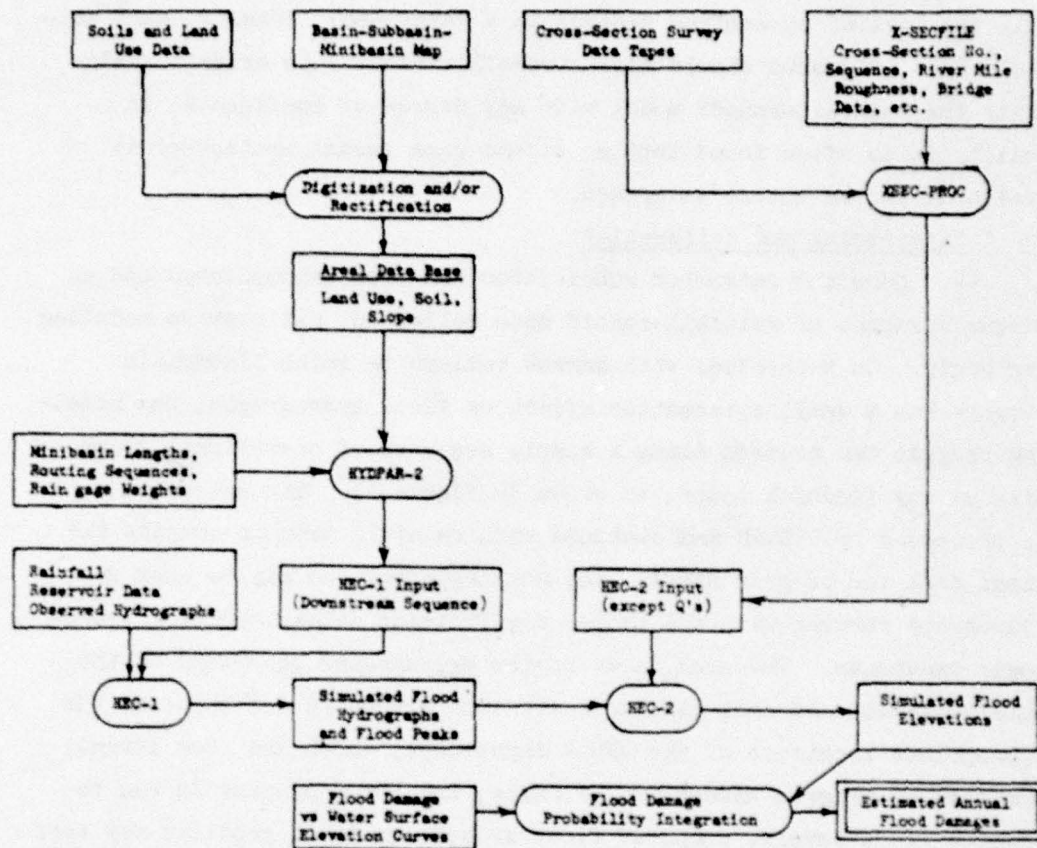 Soils and Land
Use Data
Basin-Subbasin-
Minibasin Map
Cross-Section Survey
Data Tapes
X-SECFILE
Cross-Section No.,
Sequence, River Mile
Roughness, Bridge
Data, etc.
Digitization and/or
Rectification
XEEC-PROC
Areal Data Base
Land Use, Soil,
Slope
Minibasin Lengths,
Routing Sequences,
Rain gage Weights
HYDPAR-2
Rainfall
Reservoir Data
Observed Hydrographs
HEC-1 Input
(Downstream Sequence)
HEC-2 Input
(except Q's)
HEC-1
Simulated Flood
Hydrographs
and Flood Peaks
HEC-2
Simulated Flood
Elevations
Flood Damage
vs Water Surface
Elevation Curves
Flood Damage
Probability Integration
Estimated Annual
Flood Damages